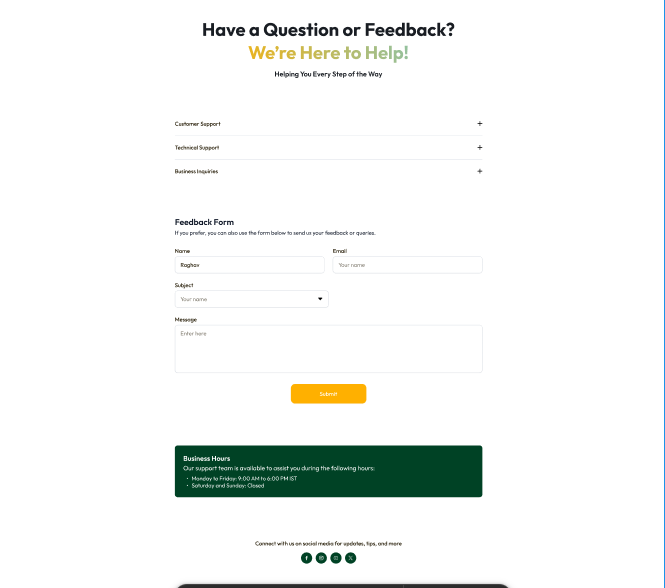 Have a Question or Feedback?
We're Here to Help!
Helping You Every Step of the Way
Customer Support
Technical Support
Business Inquiries
Feedback Form
If you prefer, you can also use the form below to send us your feedback or queries.
Name Email
Raghav Your name
Subject
Your name
Message
Enter here
Submit
Business Hours
Our support team is available to assist you during the following hours:
• Monday to Friday: 9:00 AM to 6:00 PM IST
• Saturday and Sunday: Closed
Connect with us on social media for updates, tips, and more